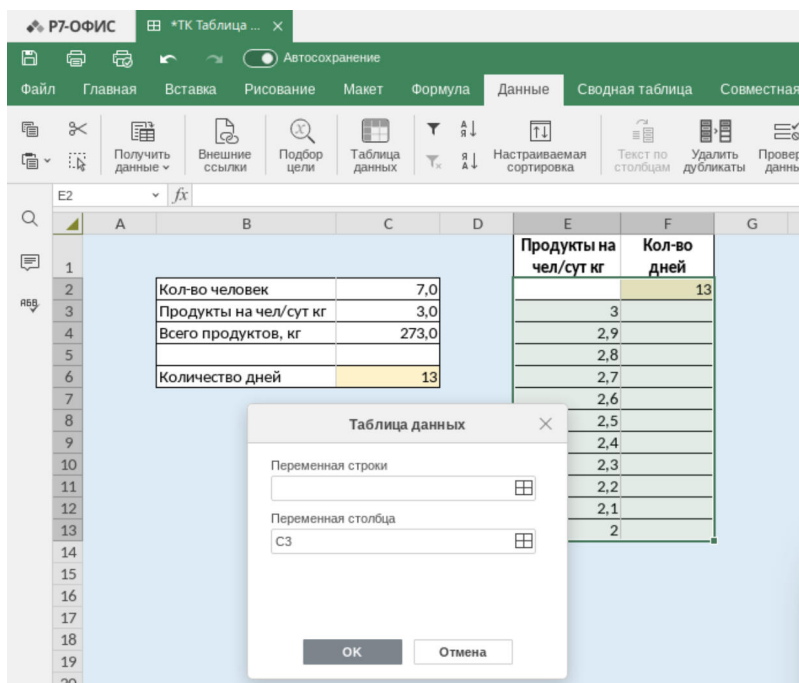 Р7-ОФИС
*ТК Таблица ...
Автосохранение
Файл Главная Вставка Рисование Макет Формула Данные Сводная таблица Совместная
Получить данные
Внешние ссылки
Подбор цели
Таблица данных
А Я
Я А
Настраиваемая сортировка
Текст по столбцам
Удалить дубликаты
Провер
даннь
E2 fx
АБВ
A B C D E F G
1 Продукты на чел/сут кг Кол-во дней
2 Кол-во человек 7,0 13
3 Продукты на чел/сут кг 3,0 3
4 Всего продуктов, кг 273,0 2,9
5 2,8
6 Количество дней 13 2,7
7 2,6
8 2,5
9 2,4
10 2,3
11 2,2
12 2,1
13 2
14
15
16
17
18
19
20
Таблица данных
Переменная строки
Переменная столбца
C3
OK Отмена